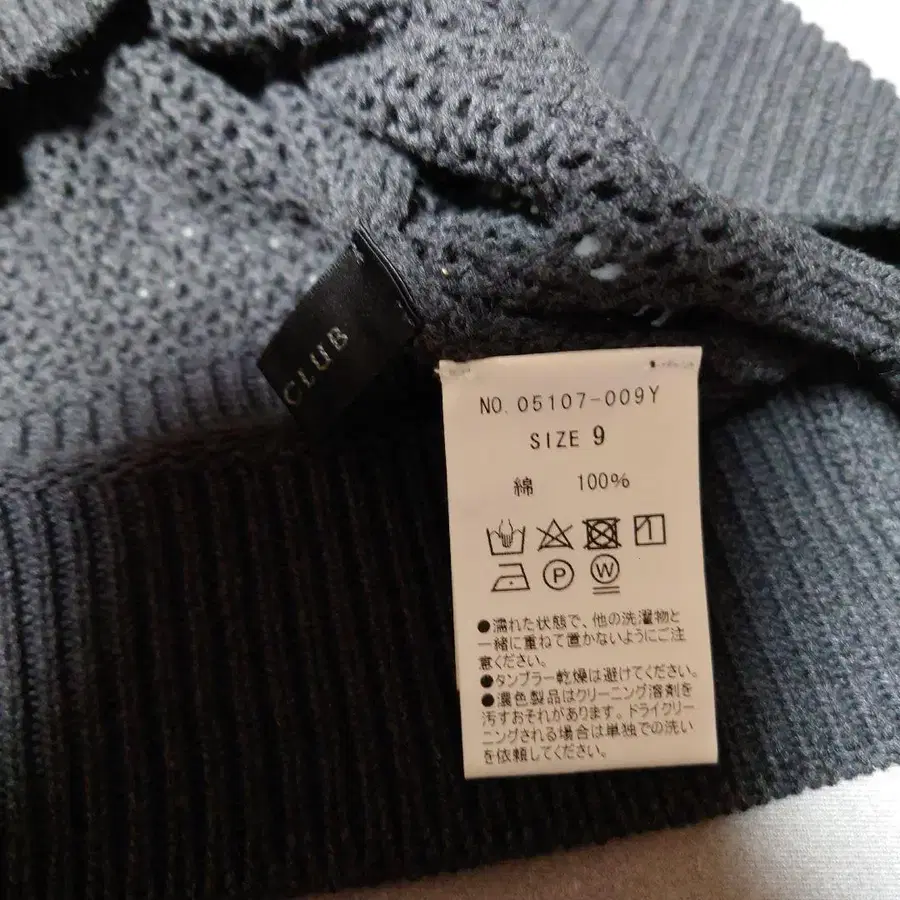 CLUB
NO. 05107-009Y
SIZE 9
綿 100%
P W
●濡れた状態で、他の洗濯物と
一緒に重ねて置かないようにご注
意ください。
●タンブラー乾燥は避けてください。
●濃色製品はクリーニング溶剤を
汚すおそれがあります。ドライクリー
ニングされる場合は単独での洗い
を依頼してください。